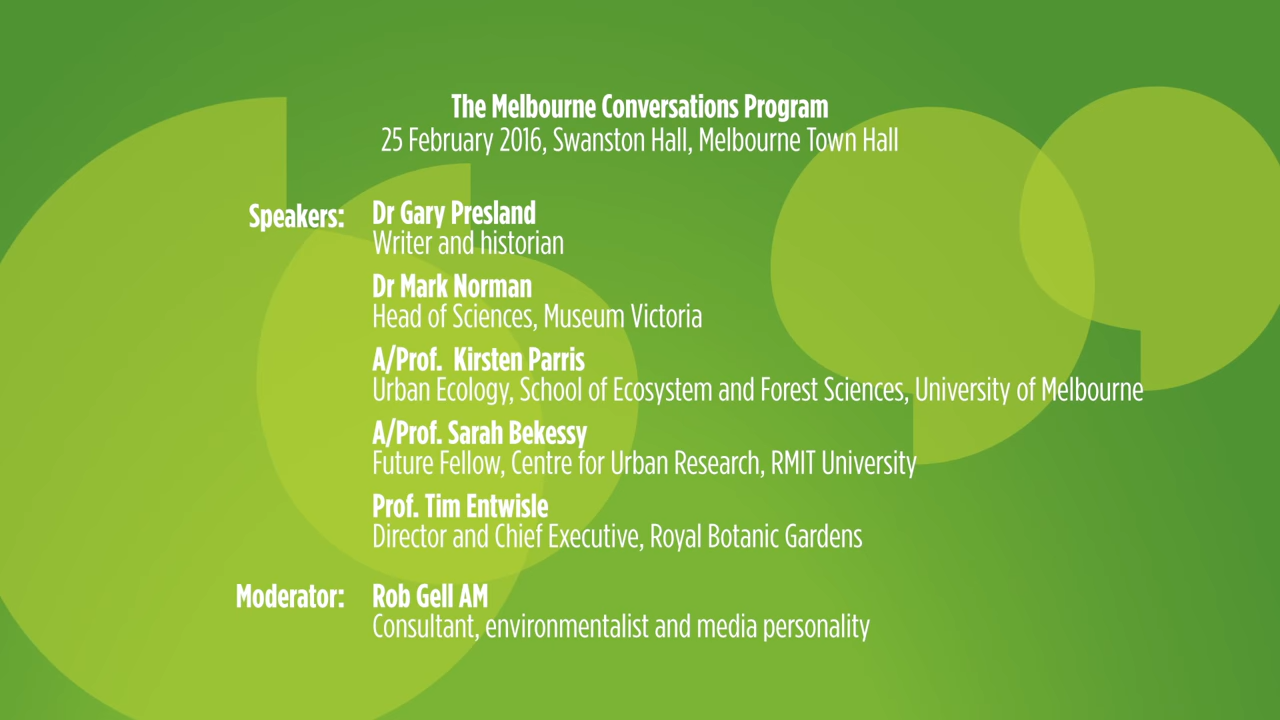 The Melbourne Conversations Program
25 February 2016, Swanston Hall, Melbourne Town Hall
Speakers: Dr Gary Presland
Writer and historian
Dr Mark Norman
Head of Sciences, Museum Victoria
A/Prof.  Kirsten Parris
Urban Ecology, School of Ecosystem and Forest Sciences, University of Melbourne
A/Prof. Sarah Bekessy
Future Fellow, Centre for Urban Research, RMIT University
Prof. Tim Entwisle
Director and Chief Executive, Royal Botanic Gardens
Moderator: Rob Gell AM
Consultant, environmentalist and media personality